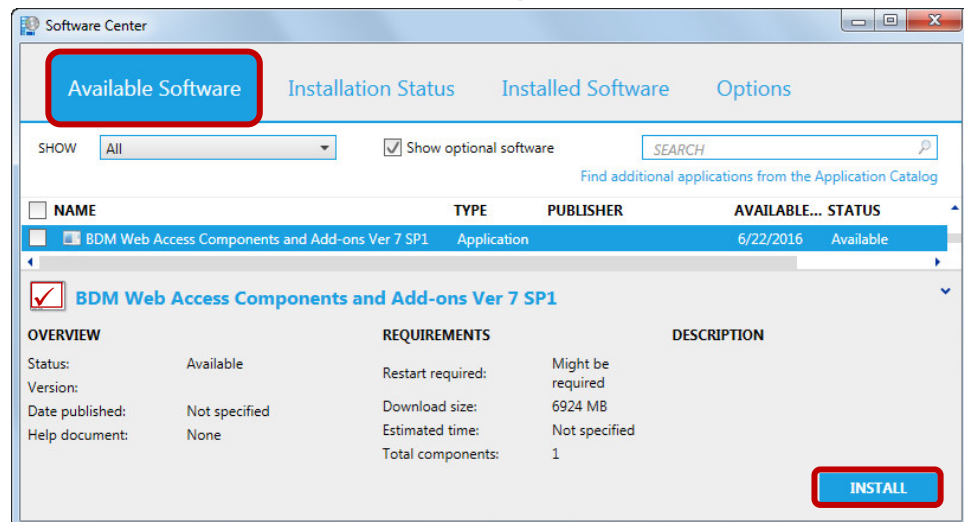 Software Center
Available Software Installation Status Installed Software Options
SHOW All Show optional software SEARCH
Find additional applications from the Application Catalog
NAME TYPE PUBLISHER AVAILABLE... STATUS
BDM Web Access Components and Add-ons Ver 7 SP1 Application 6/22/2016 Available
BDM Web Access Components and Add-ons Ver 7 SP1
OVERVIEW REQUIREMENTS DESCRIPTION
Status: Available
Version:
Date published: Not specified
Help document: None
Restart required: Might be required
Download size: 6924 MB
Estimated time: Not specified
Total components: 1
INSTALL